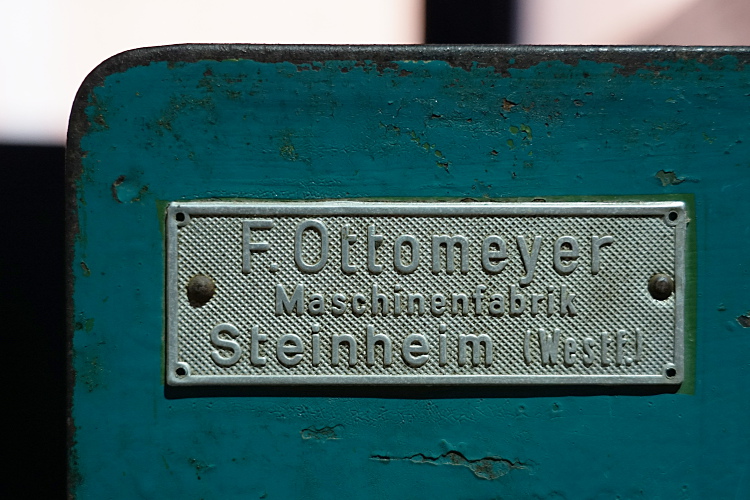 F. Ottomeyer
Maschinenfabrik
Steinheim (Westf.)